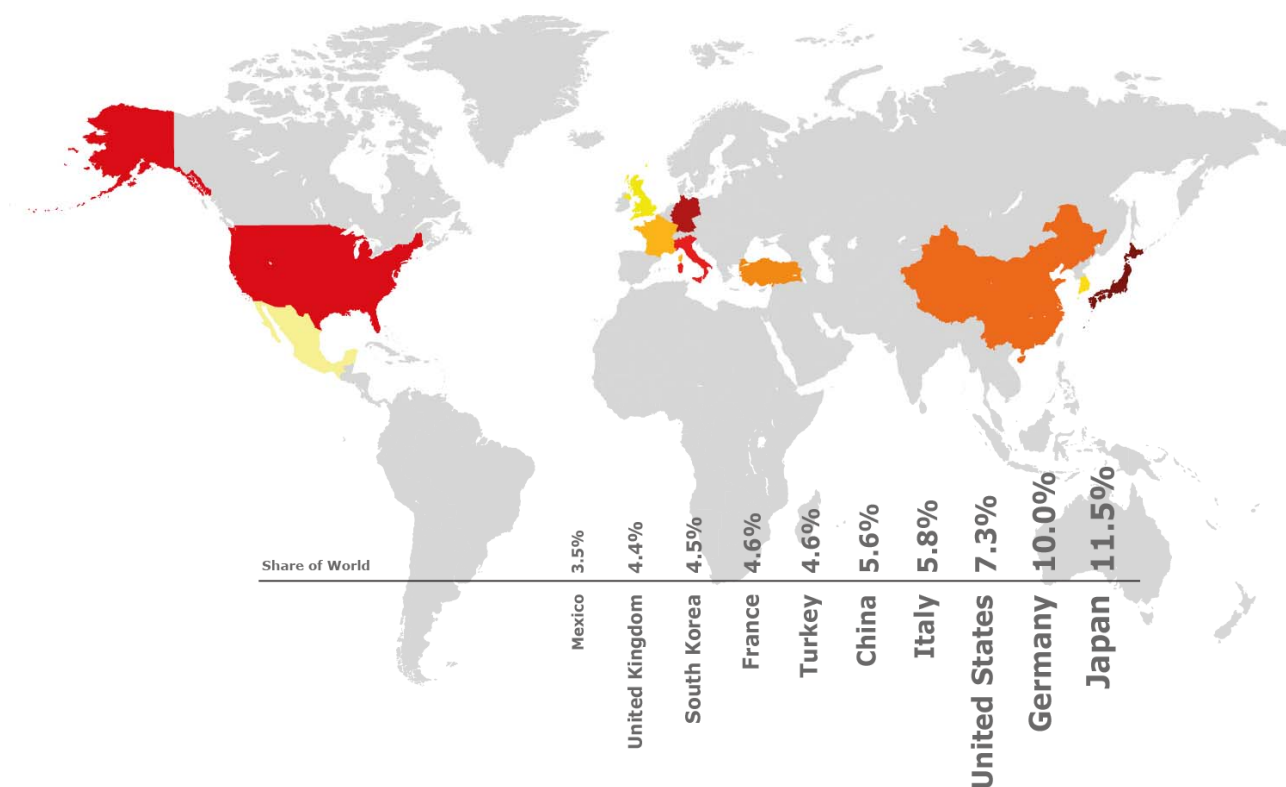 Share of World
3.5%
4.4%
4.5%
4.6%
4.6%
5.6%
5.8%
7.3%
10.0%
11.5%
Mexico
United Kingdom
South Korea
France
Turkey
China
Italy
United States
Germany
Japan